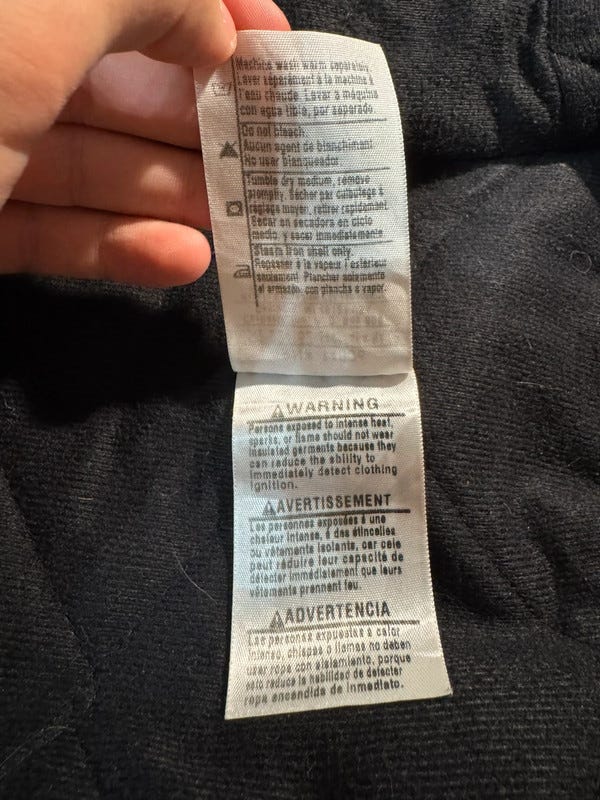 Machine wash warm separately.
Laver séparément à la machine à
l'eau chaude. Lavar a máquina
con agua tibia, por separado.
Do not bleach.
Aucun agent de blanchiment.
No usar blanqueador.
Tumble dry medium, remove
promptly. Sécher par culbutage à
réglage moyen, retirer rapidement.
Secar en secadora en ciclo
medio y sacar inmediatamente.
Steam iron shell only.
Repasser à la vapeur l'extérieur
seulement. Planchar solamente
el armazón, con plancha a vapor.
WARNING
Persons exposed to intense heat,
sparks, or flame should not wear
insulated garments because they
can reduce the ability to
immediately detect clothing
ignition.
AVERTISSEMENT
Les personnes exposées à une
chaleur intense, à des étincelles
ou vêtements isolants, car cela
peut réduire leur capacité de
détecter immédiatement que leurs
vêtements prennent feu.
ADVERTENCIA
Las personas expuestas a calor
intenso, chispas o llamas no deben
usar ropa con aislamiento, porque
esto reduce la habilidad de detectar
ropa encendida de inmediato.